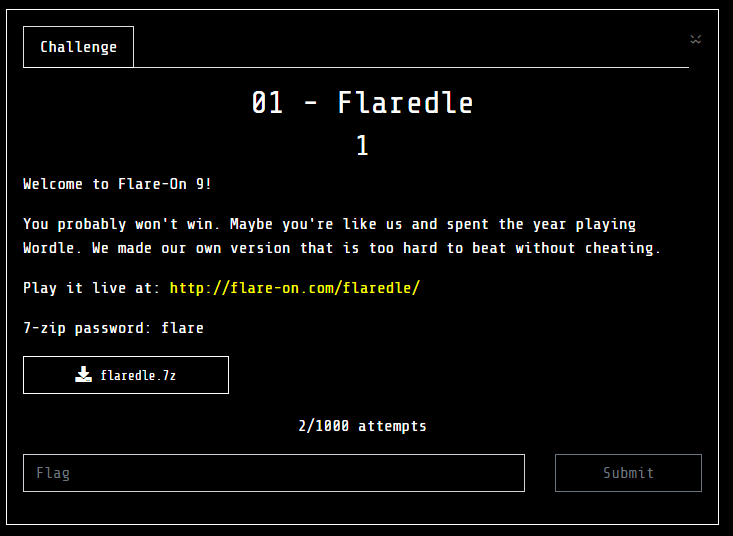 Challenge
01 - Flaredle
1
Welcome to Flare-On 9!
You probably won't win. Maybe you're like us and spent the year playing
Wordle. We made our own version that is too hard to beat without cheating.
Play it live at: http://flare-on.com/flaredle/
7-zip password: flare
flaredle.7z
2/1000 attempts
Flag
Submit